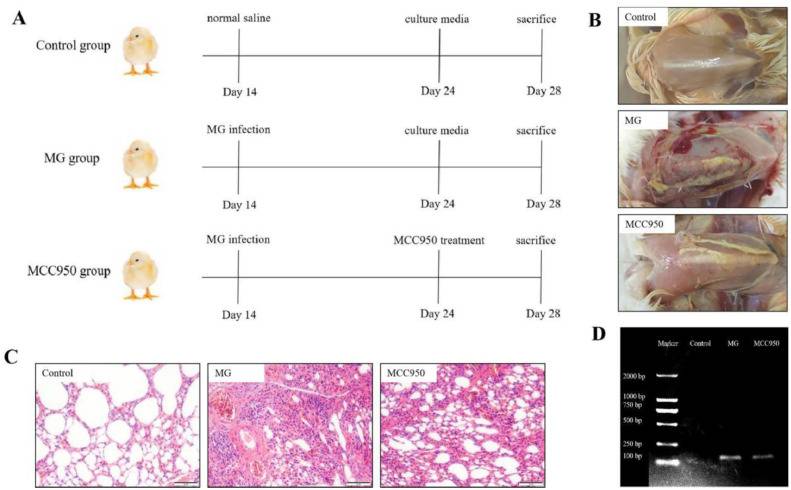 A
Control group
normal saline
culture media
sacrifice
Day 14
Day 24
Day 28
MG group
MG infection
culture media
sacrifice
Day 14
Day 24
Day 28
MCC950 group
MG infection
MCC950 treatment
sacrifice
Day 14
Day 24
Day 28
B
Control
MG
MCC950
C
Control
MG
MCC950
D
Marker Control MG MCC950
2000 bp
1000 bp
750 bp
500 bp
250 bp
100 bp